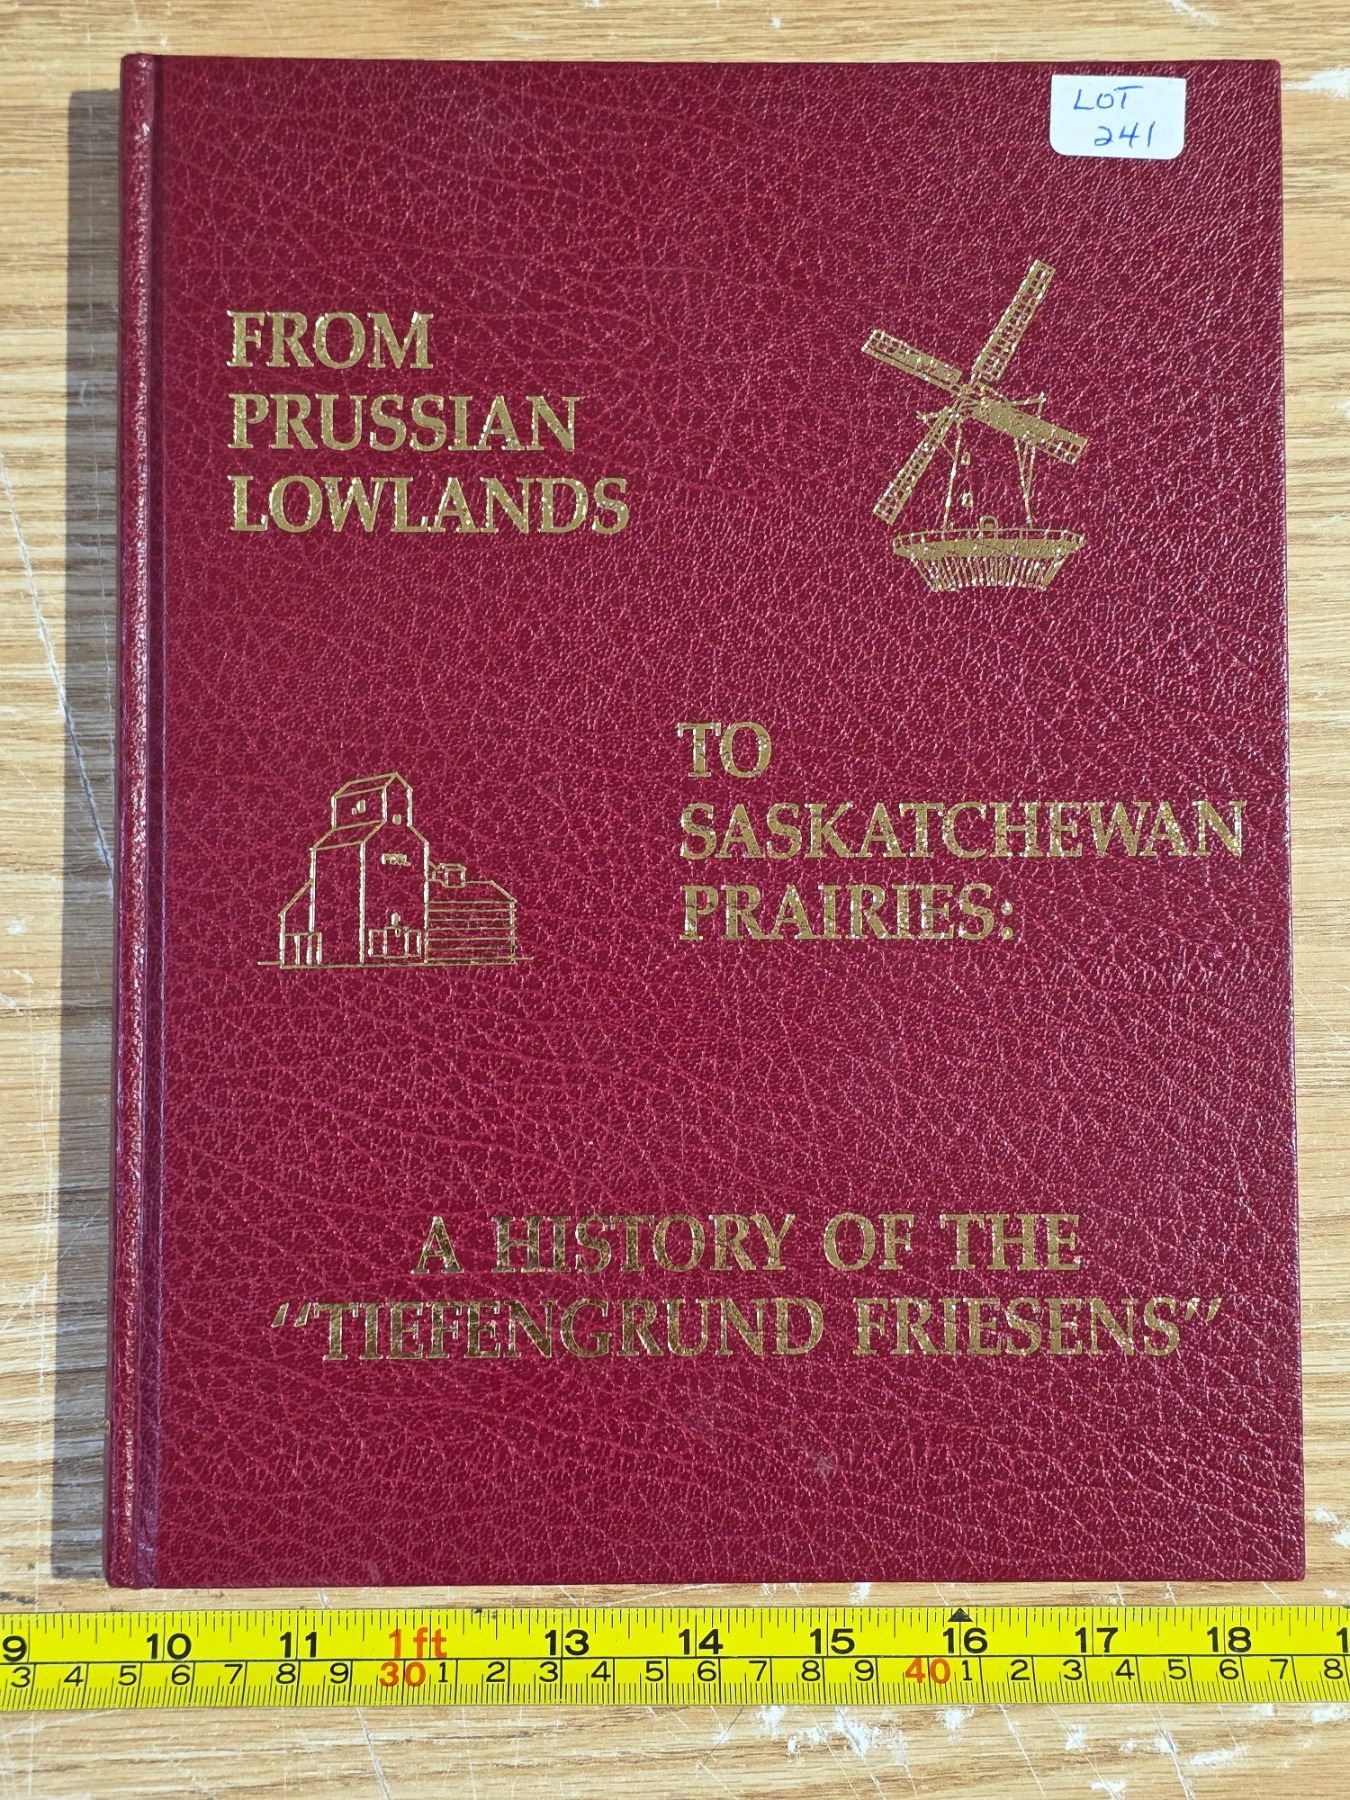 LOT
241
FROM
PRUSSIAN
LOWLANDS
TO
SASKATCHEWAN
PRAIRIES:
A HISTORY OF THE
"TIEFENGRUND FRIESENS"
9 10 11 1ft 13 14 15 16 17 18 1
3 4 5 6 7 8 9 30 1 2 3 4 5 6 7 8 9 40 1 2 3 4 5 6 7 8